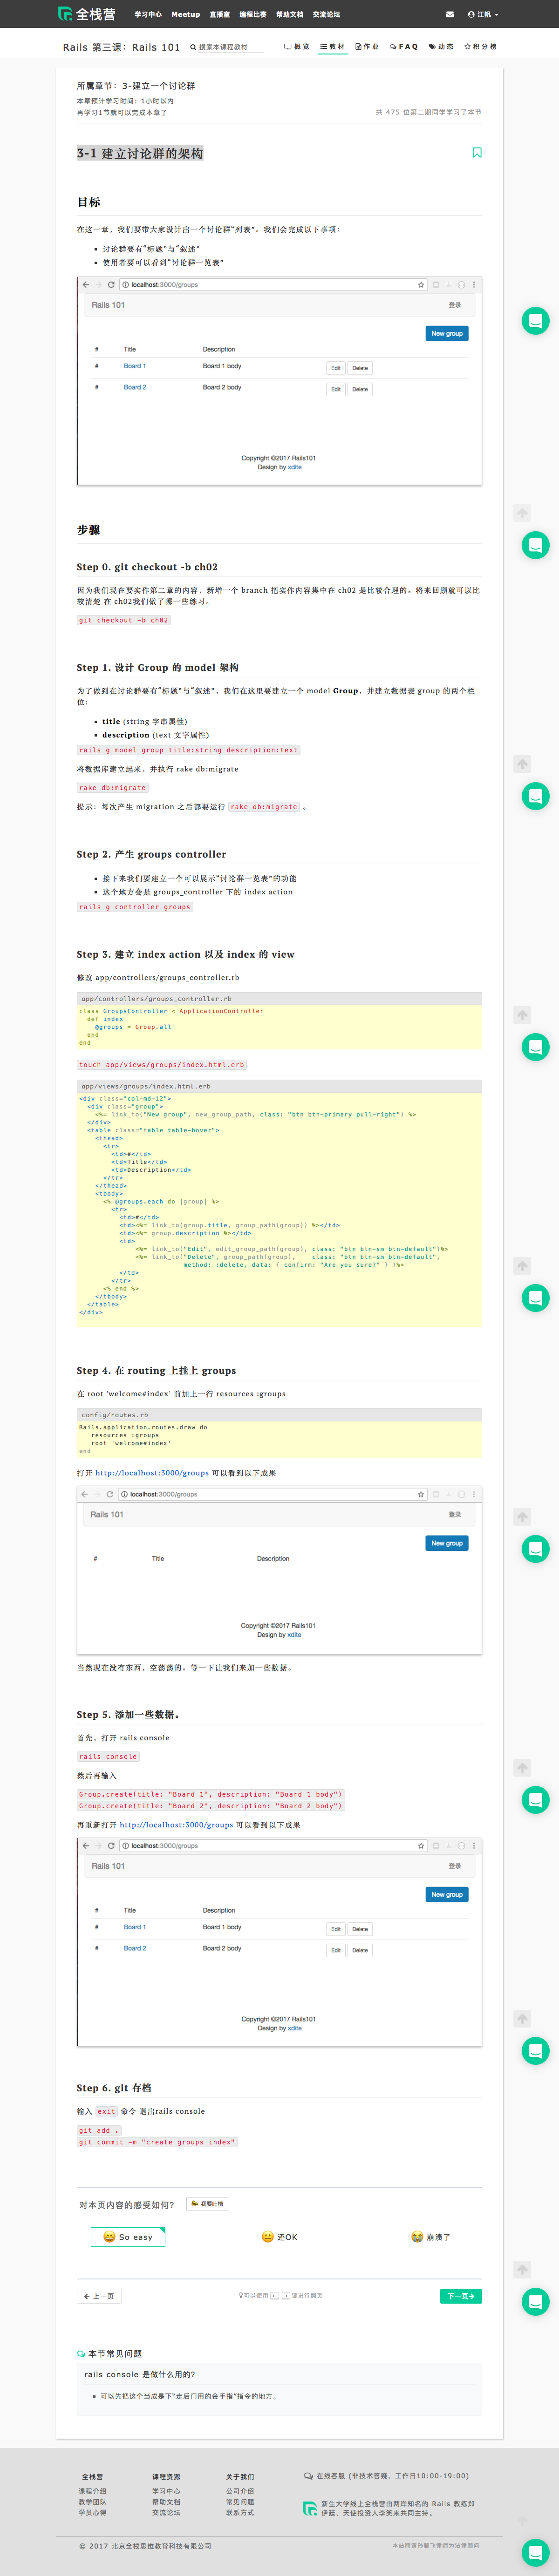 全栈营 学习中心 Meetup 直播室 编程比赛 帮助文档 交流论坛 江帆
Rails 第三课：Rails 101 搜索本课程教材 概览 教材 作业 FAQ 动态 积分榜
所属章节：3-建立一个讨论群
本章预计学习时间：1小时以内
再学习1节就可以完成本章了 共 475 位第二期同学学习了本节
3-1 建立讨论群的架构
目标
在这一章，我们要带大家设计出一个讨论群“列表”。我们会完成以下事项：
讨论群要有“标题”与“叙述”
使用者要可以看到“讨论群一览表”
localhost:3000/groups
Rails 101 登录
New group
# Title Description
# Board 1 Board 1 body Edit Delete
# Board 2 Board 2 body Edit Delete
Copyright ©2017 Rails101
Design by xdite
步骤
Step 0. git checkout -b ch02
因为我们现在要实作第二章的内容，新增一个 branch 把实作内容集中在 ch02 是比较合理的。将来回顾就可以比
较清楚 在 ch02我们做了哪一些练习。
git checkout -b ch02
Step 1. 设计 Group 的 model 架构
为了做到在讨论群要有“标题”与“叙述”，我们在这里要建立一个 model Group，并建立数据表 group 的两个栏
位：
title (string 字串属性)
description (text 文字属性)
rails g model group title:string description:text
将数据库建立起来，并执行 rake db:migrate
rake db:migrate
提示：每次产生 migration 之后都要运行 rake db:migrate 。
Step 2. 产生 groups controller
接下来我们要建立一个可以展示“讨论群一览表”的功能
这个地方会是 groups_controller 下的 index action
rails g controller groups
Step 3. 建立 index action 以及 index 的 view
修改 app/controllers/groups_controller.rb
app/controllers/groups_controller.rb
class GroupsController < ApplicationController
def index
@groups = Group.all
end
end
touch app/views/groups/index.html.erb
app/views/groups/index.html.erb
<div class="col-md-12">
<div class="group">
<%= link_to("New group", new_group_path, class: "btn btn-primary pull-right") %>
</div>
<table class="table table-hover">
<thead>
<tr>
<td>#</td>
<td>Title</td>
<td>Description</td>
</tr>
</thead>
<tbody>
<% @groups.each do |group| %>
<tr>
<td>#</td>
<td><%= link_to(group.title, group_path(group)) %></td>
<td><%= group.description %></td>
<td>
<%= link_to("Edit", edit_group_path(group), class: "btn btn-sm btn-default")%>
<%= link_to("Delete", group_path(group), class: "btn btn-sm btn-default",
method: :delete, data: { confirm: "Are you sure?" } )%>
</td>
</tr>
<% end %>
</tbody>
</table>
</div>
Step 4. 在 routing 上挂上 groups
在 root 'welcome#index' 前加上一行 resources :groups
config/routes.rb
Rails.application.routes.draw do
resources :groups
root 'welcome#index'
end
打开 http://localhost:3000/groups 可以看到以下成果
localhost:3000/groups
Rails 101 登录
New group
# Title Description
Copyright ©2017 Rails101
Design by xdite
当然现在没有东西，空荡荡的。等一下让我们来加一些数据。
Step 5. 添加一些数据。
首先，打开 rails console
rails console
然后再输入
Group.create(title: "Board 1", description: "Board 1 body")
Group.create(title: "Board 2", description: "Board 2 body")
再重新打开 http://localhost:3000/groups 可以看到以下成果
localhost:3000/groups
Rails 101 登录
New group
# Title Description
# Board 1 Board 1 body Edit Delete
# Board 2 Board 2 body Edit Delete
Copyright ©2017 Rails101
Design by xdite
Step 6. git 存档
输入 exit 命令 退出rails console
git add .
git commit -m "create groups index"
对本页内容的感受如何？ 我要吐槽
So easy 还OK 崩溃了
上一页 可以使用 ← → 键进行翻页 下一页
本节常见问题
rails console 是做什么用的?
可以先把这个当成是下"走后门用的金手指"指令的地方。
全栈营 课程资源 关于我们 在线客服 (非技术答疑，工作日10:00-19:00)
课程介绍 学习中心 公司介绍
教学团队 帮助文档 常见问题
学员心得 交流论坛 联系方式
新生大学线上全栈营由两岸知名的 Rails 教练郑
伊廷、天使投资人李笑来共同主持。
© 2017 北京全栈思维教育科技有限公司